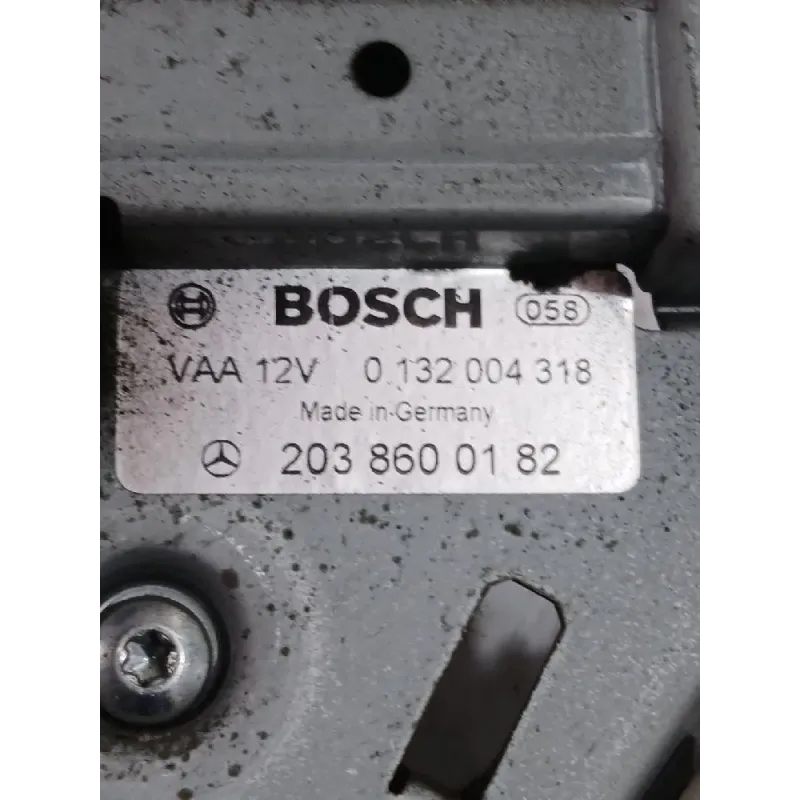 BOSCH 058
VAA 12V 0 132 004 318
Made in Germany
203 860 01 82